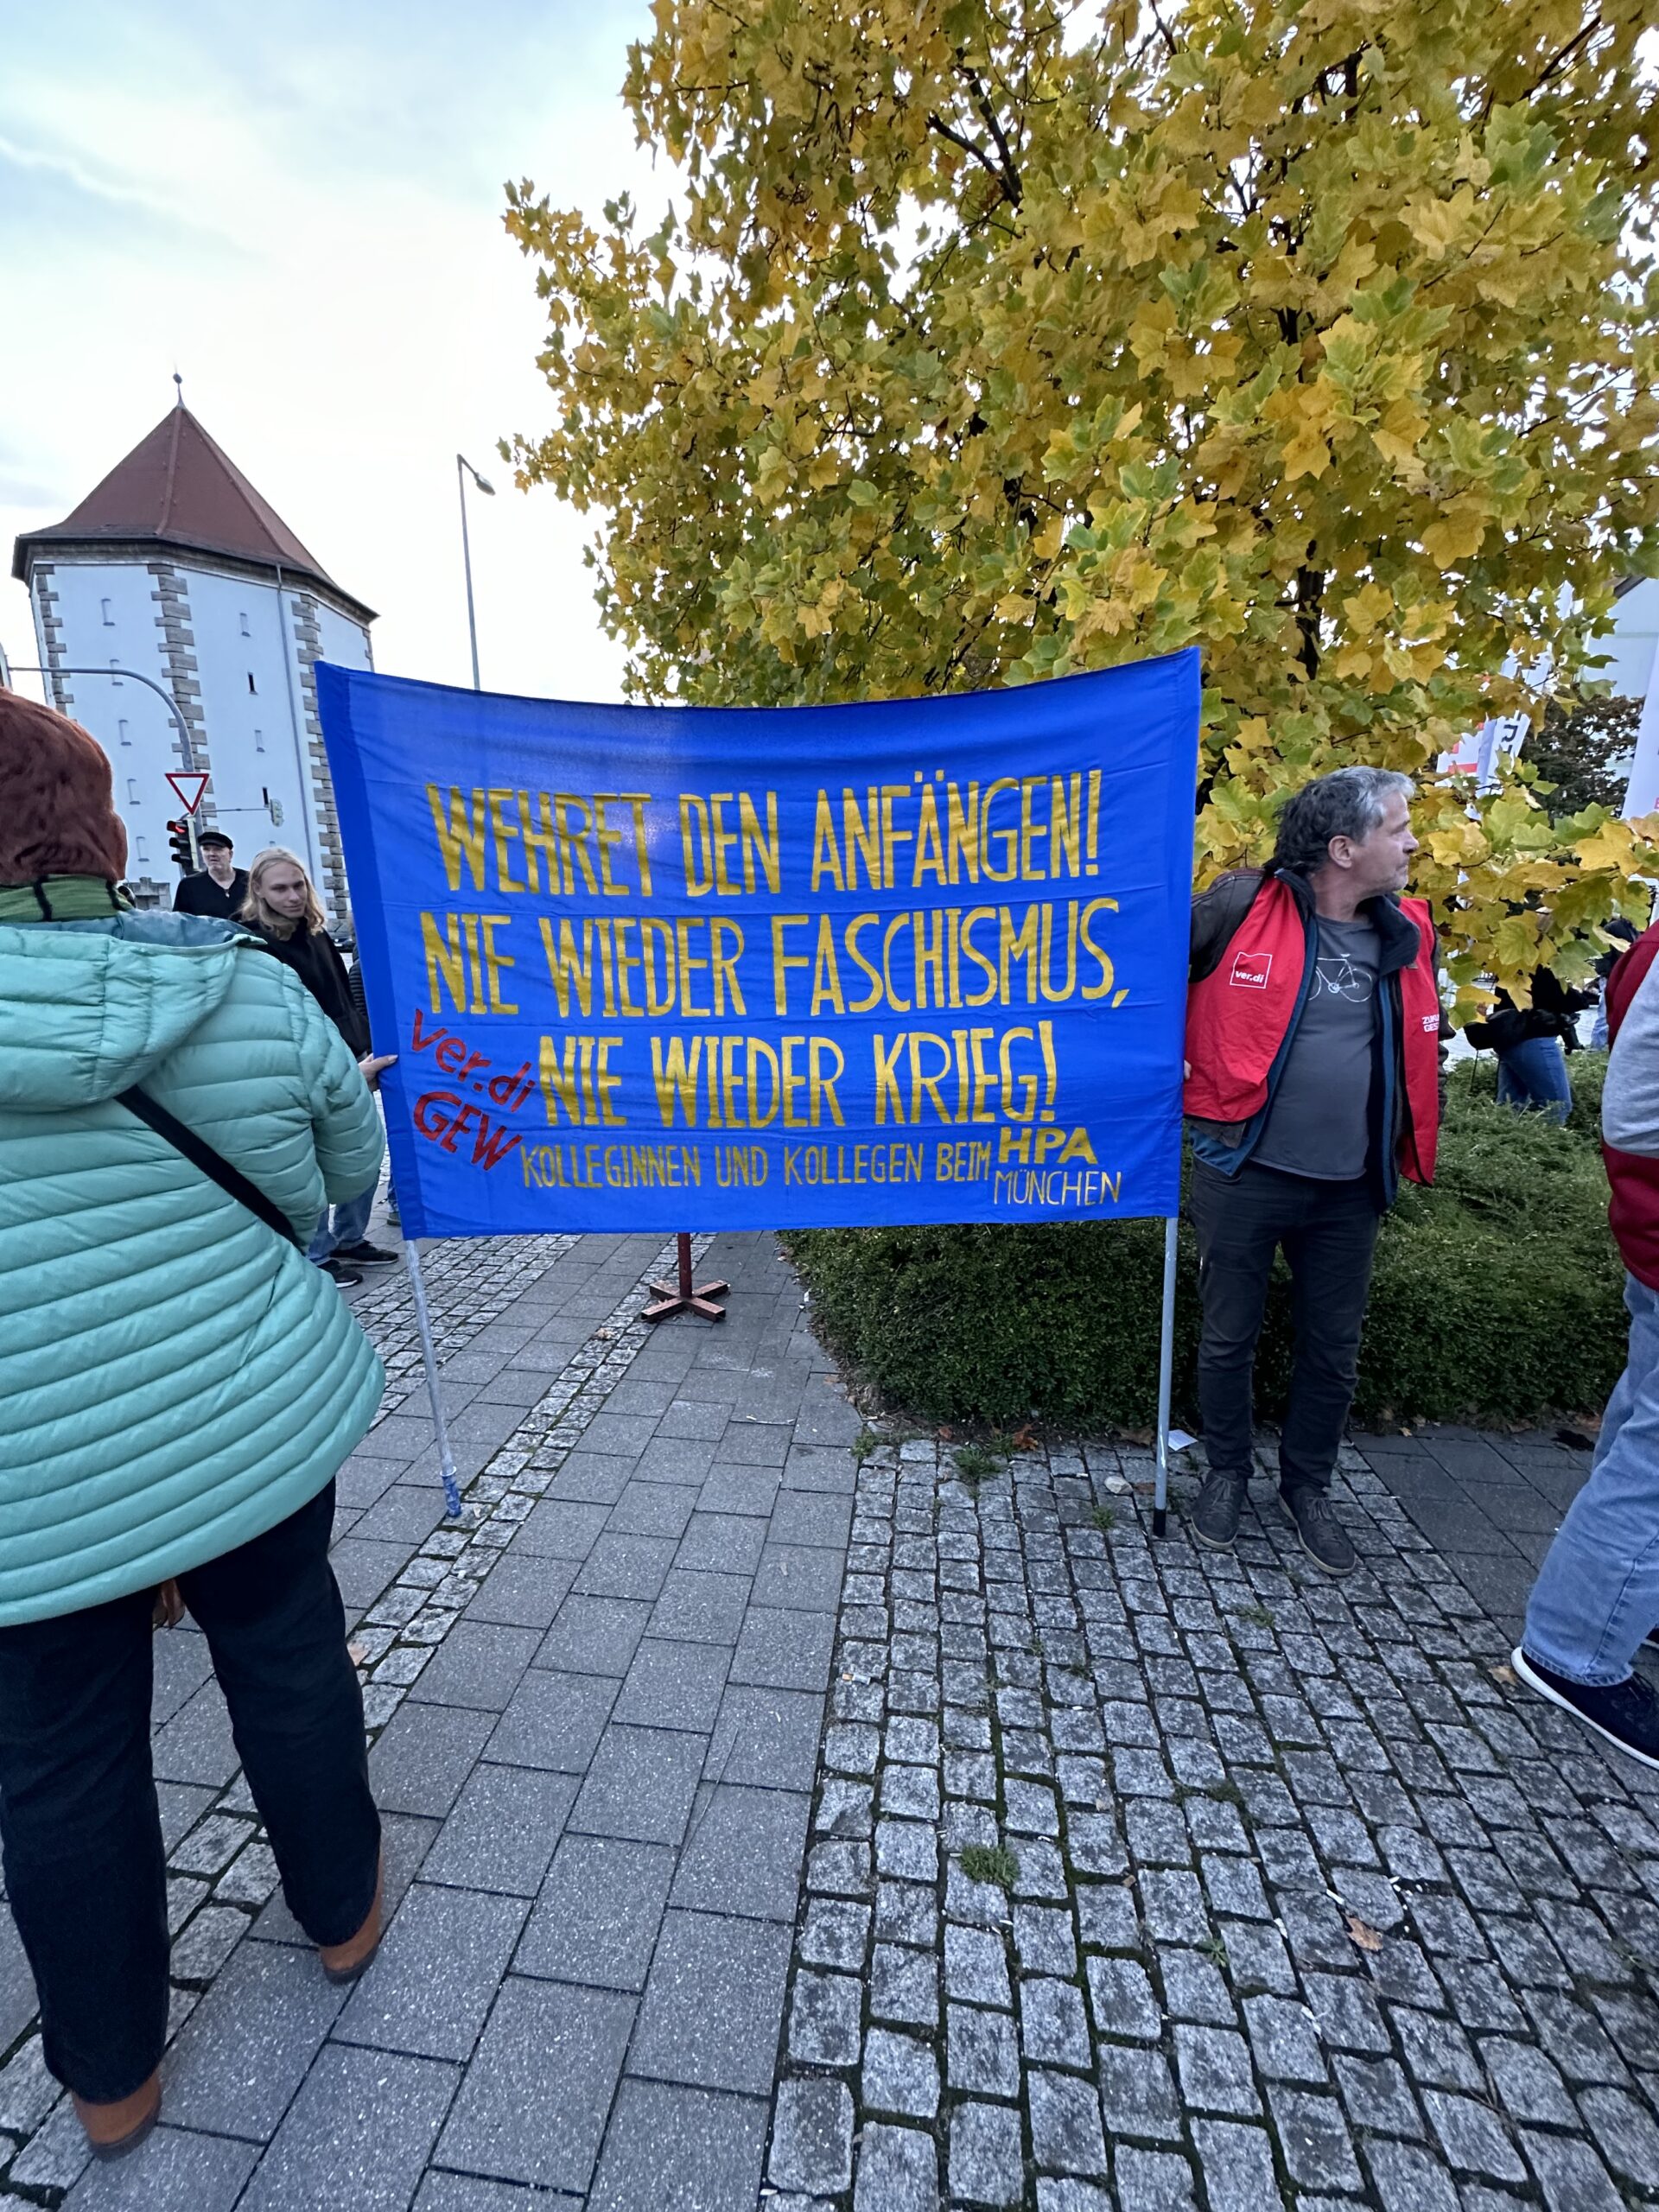 WEHRET DEN ANFÄNGEN!
NIE WIEDER FASCHISMUS,
NIE WIEDER KRIEG!
ver.di
GEW
KOLLEGINNEN UND KOLLEGEN BEIM HPA
MÜNCHEN
ver.di